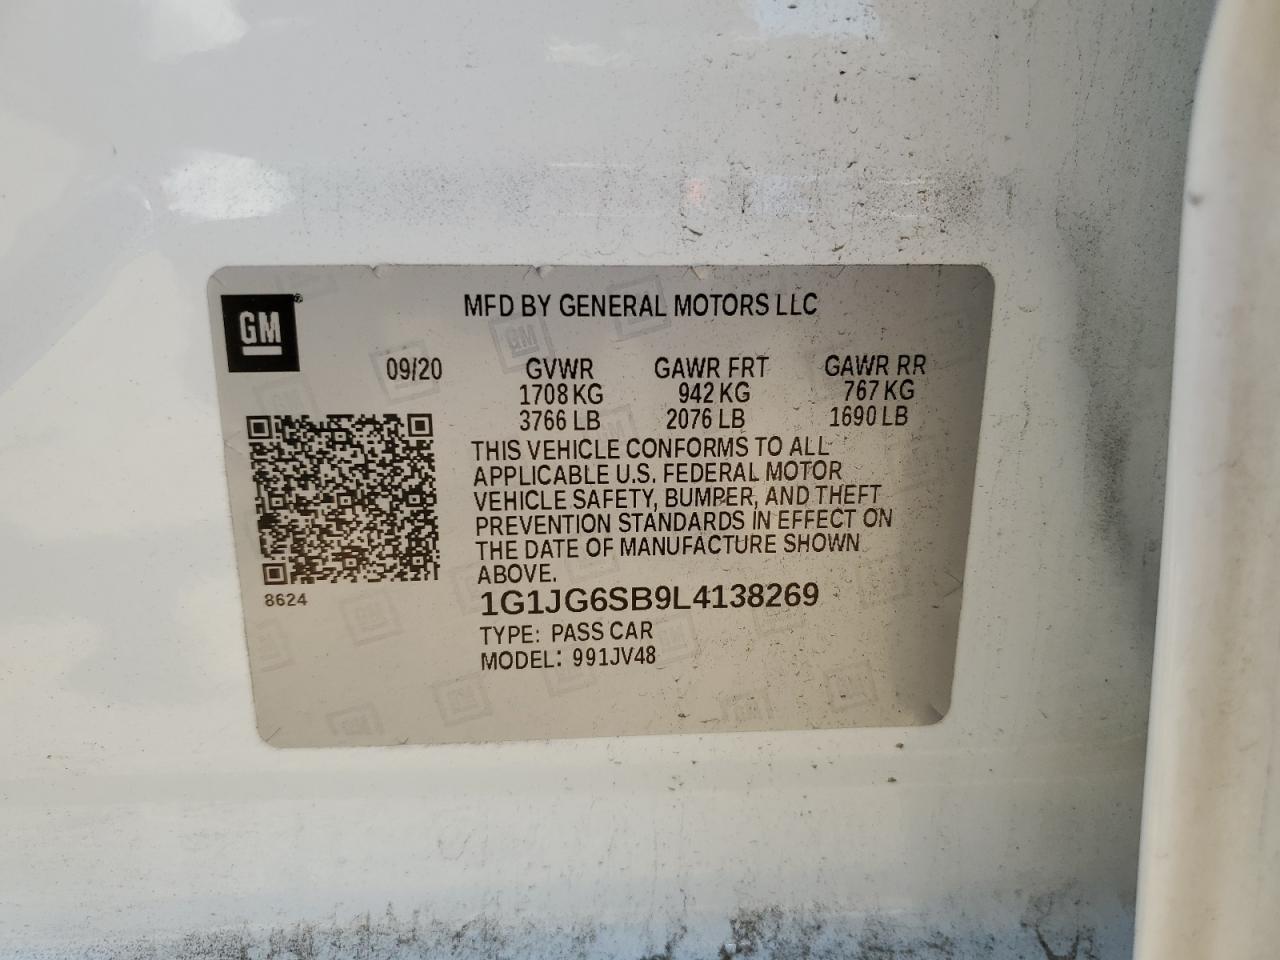 GM
MFD BY GENERAL MOTORS LLC
09/20 GVWR GAWR FRT GAWR RR
1708 KG 942 KG 767 KG
3766 LB 2076 LB 1690 LB
THIS VEHICLE CONFORMS TO ALL
APPLICABLE U.S. FEDERAL MOTOR
VEHICLE SAFETY, BUMPER, AND THEFT
PREVENTION STANDARDS IN EFFECT ON
THE DATE OF MANUFACTURE SHOWN
ABOVE.
8624
1G1JG6SB9L4138269
TYPE: PASS CAR
MODEL: 991JV48